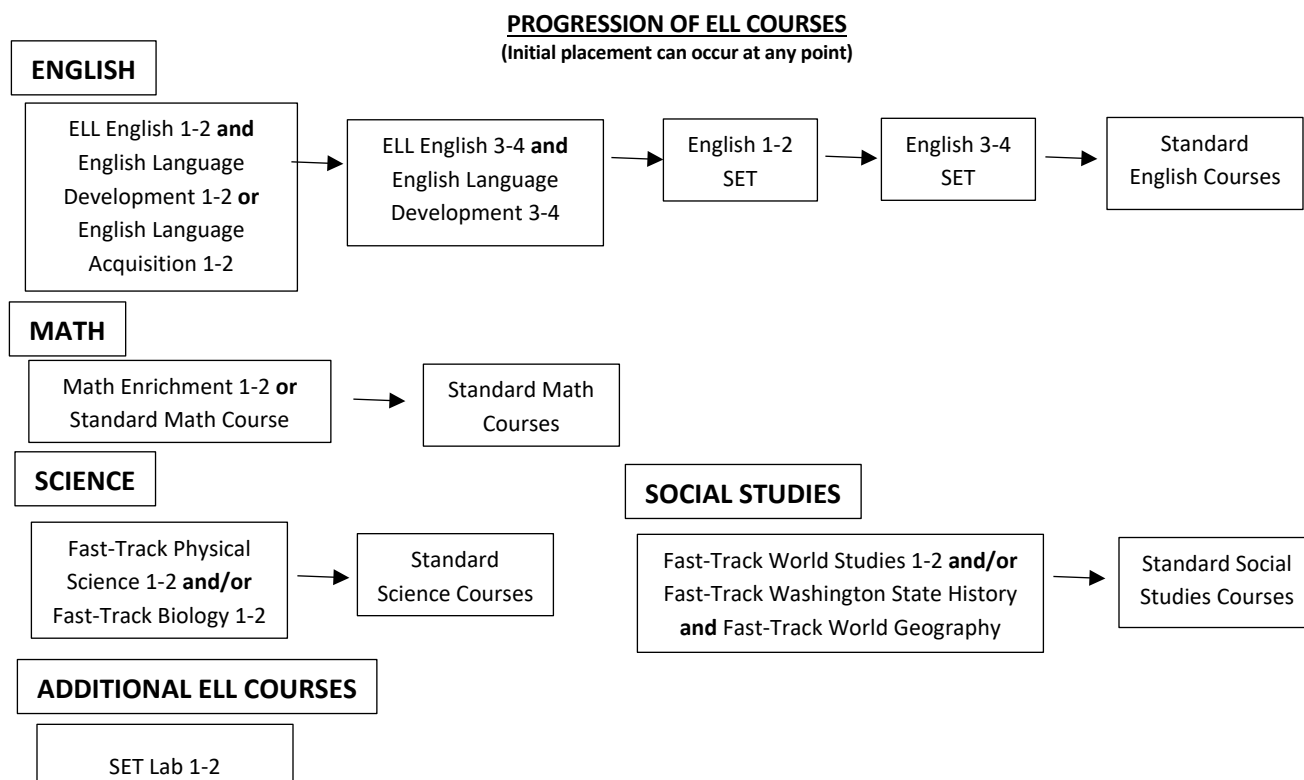 PROGRESSION OF ELL COURSES
(Initial placement can occur at any point)
ENGLISH
ELL English 1-2 and
English Language
Development 1-2 or
English Language
Acquisition 1-2
ELL English 3-4 and
English Language
Development 3-4
English 1-2
SET
English 3-4
SET
Standard
English Courses
MATH
Math Enrichment 1-2 or
Standard Math Course
Standard Math
Courses
SCIENCE
Fast-Track Physical
Science 1-2 and/or
Fast-Track Biology 1-2
Standard
Science Courses
SOCIAL STUDIES
Fast-Track World Studies 1-2 and/or
Fast-Track Washington State History
and Fast-Track World Geography
Standard Social
Studies Courses
ADDITIONAL ELL COURSES
SET Lab 1-2